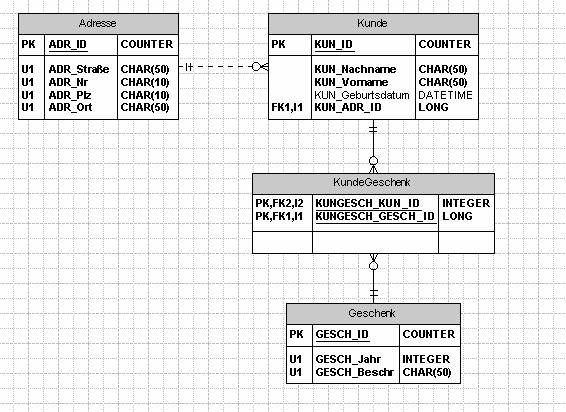 Adresse
PK ADR_ID COUNTER
U1 ADR_Straße CHAR(50)
U1 ADR_Nr CHAR(10)
U1 ADR_Plz CHAR(10)
U1 ADR_Ort CHAR(50)
Kunde
PK KUN_ID COUNTER
KUN_Nachname CHAR(50)
KUN_Vorname CHAR(50)
KUN_Geburtsdatum DATETIME
FK1,I1 KUN_ADR_ID LONG
KundeGeschenk
PK,FK2,I2 KUNGESCH_KUN_ID INTEGER
PK,FK1,I1 KUNGESCH_GESCH_ID LONG
Geschenk
PK GESCH_ID COUNTER
U1 GESCH_Jahr INTEGER
U1 GESCH_Beschr CHAR(50)